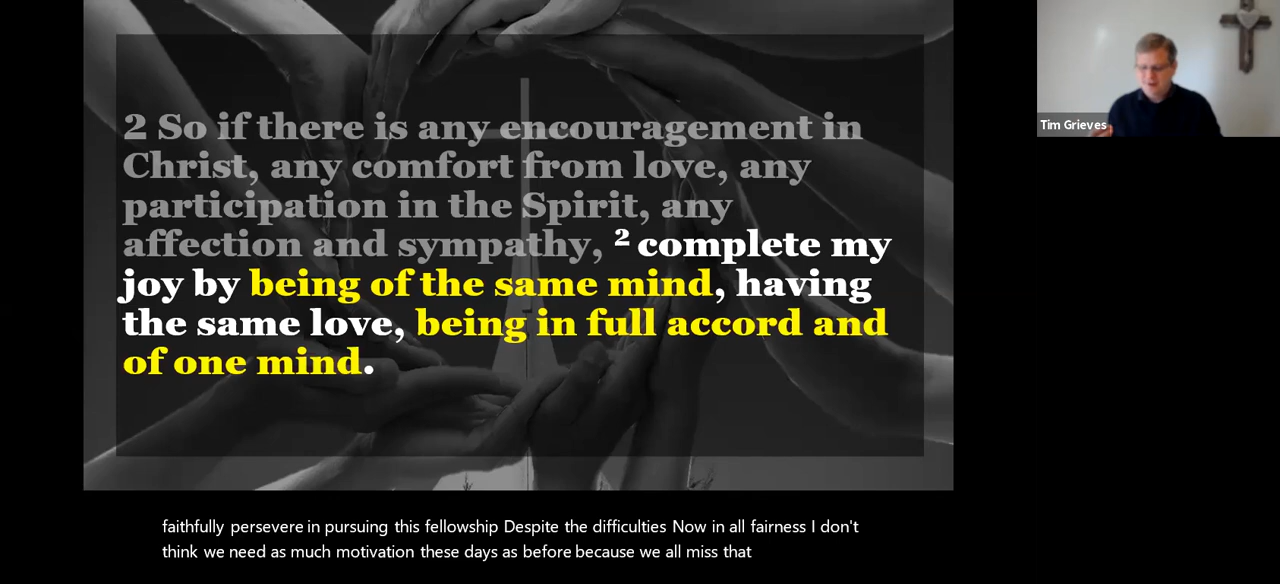 2 So if there is any encouragement in
Christ, any comfort from love, any
participation in the Spirit, any
affection and sympathy, ² complete my
joy by being of the same mind, having
the same love, being in full accord and
of one mind.
Tim Grieves
faithfully persevere in pursuing this fellowship Despite the difficulties Now in all fairness I don't
think we need as much motivation these days as before because we all miss that